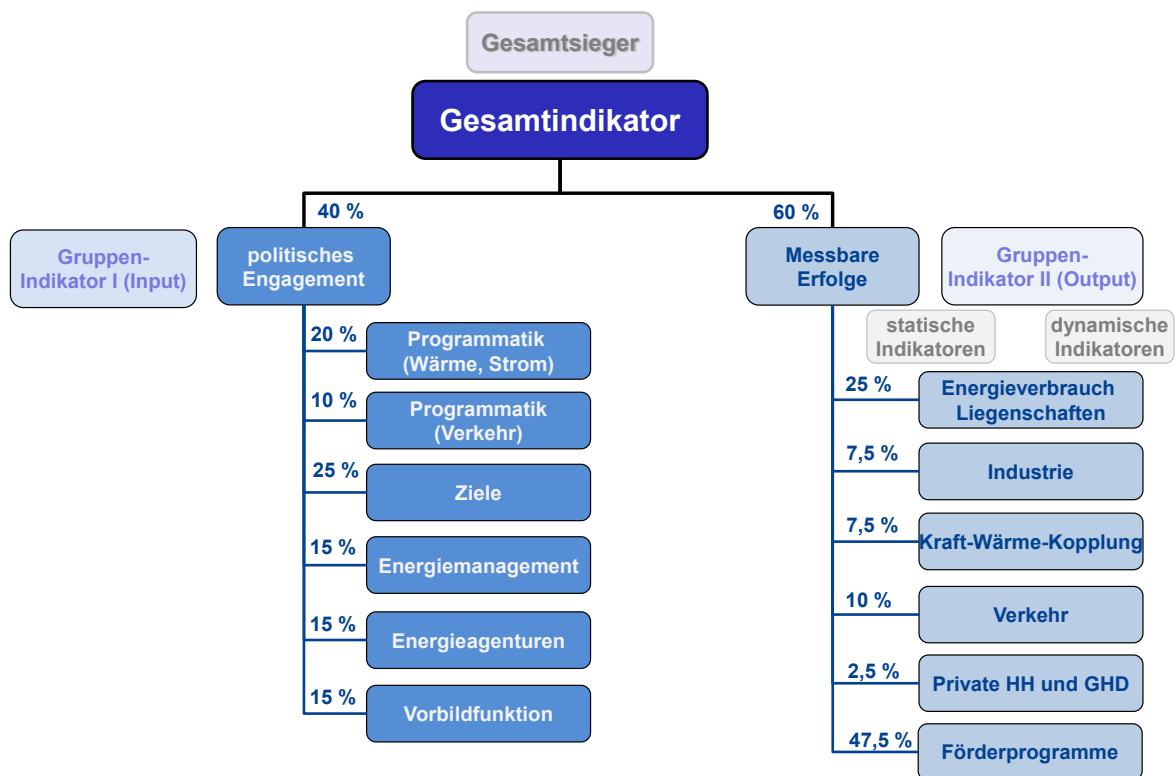 Gesamtsieger
Gesamtindikator
40 %
60 %
Gruppen-
Indikator I (Input)
politisches
Engagement
Messbare
Erfolge
Gruppen-
Indikator II (Output)
statische
Indikatoren
dynamische
Indikatoren
20 %
Programmatik
(Wärme, Strom)
10 %
Programmatik
(Verkehr)
25 %
Ziele
15 %
Energiemanagement
15 %
Energieagenturen
15 %
Vorbildfunktion
25 %
Energieverbrauch
Liegenschaften
7,5 %
Industrie
7,5 %
Kraft-Wärme-Kopplung
10 %
Verkehr
2,5 %
Private HH und GHD
47,5 %
Förderprogramme